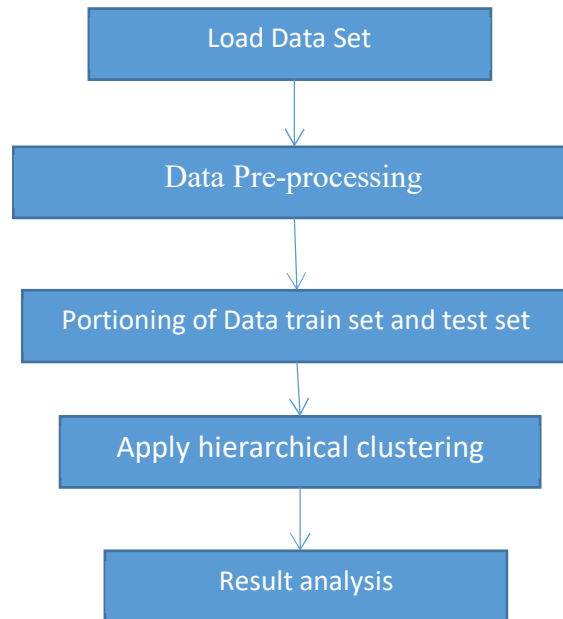 Load Data Set
Data Pre-processing
Portioning of Data train set and test set
Apply hierarchical clustering
Result analysis